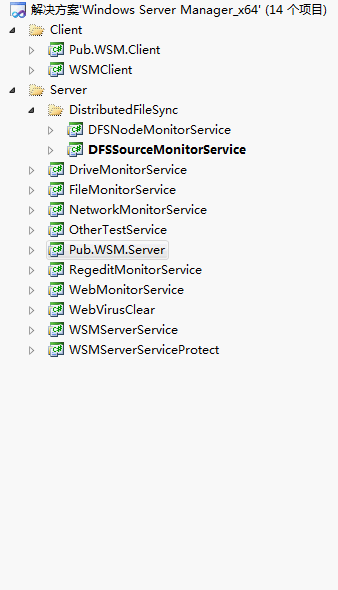 解决方案'Windows Server Manager_x64' (14 个项目)
Client
Pub.WSM.Client
WSMClient
Server
DistributedFileSync
DFSNodeMonitorService
DFSSourceMonitorService
DriveMonitorService
FileMonitorService
NetworkMonitorService
OtherTestService
Pub.WSM.Server
RegeditMonitorService
WebMonitorService
WebVirusClear
WSMServerService
WSMServerServiceProtect